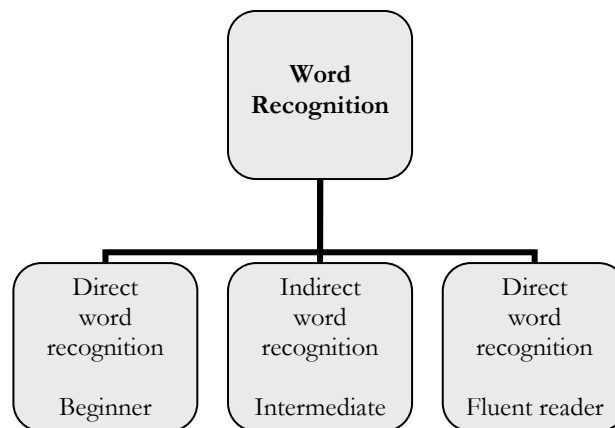 Word
Recognition
Direct
word
recognition
Beginner
Indirect
word
recognition
Intermediate
Direct
word
recognition
Fluent reader